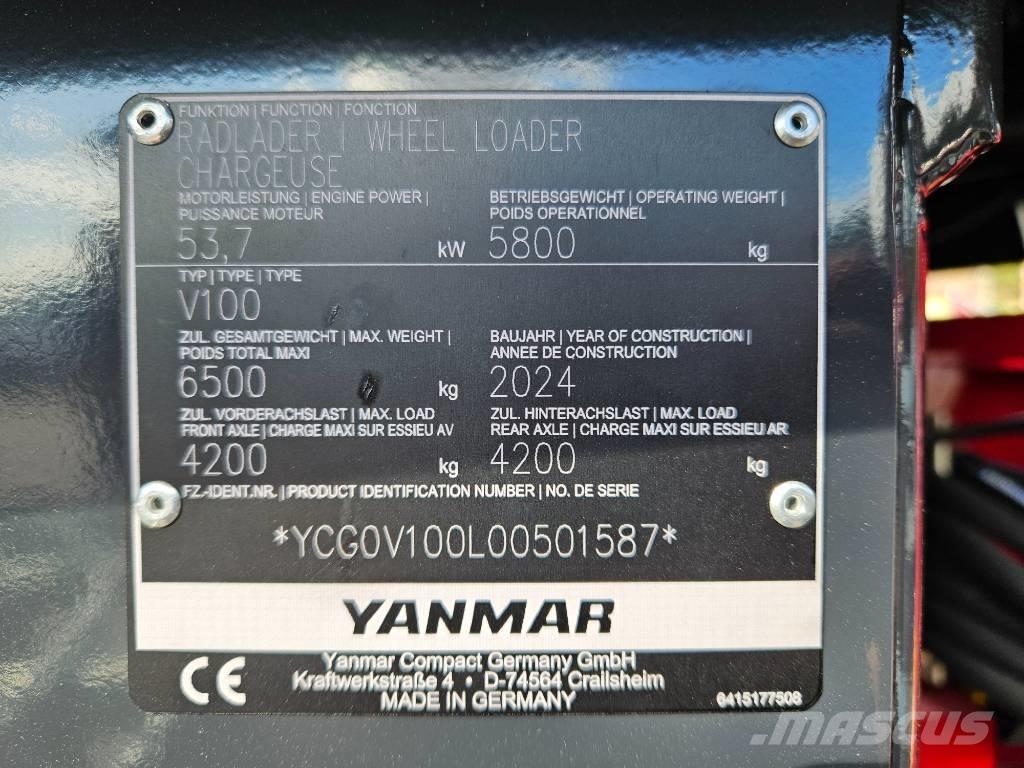 FUNKTION | FUNCTION | FONCTION
RADLADER | WHEEL LOADER
CHARGEUSE
MOTORLEISTUNG | ENGINE POWER |
PUISSANCE MOTEUR
BETRIEBSGEWICHT | OPERATING WEIGHT |
POIDS OPERATIONNEL
53,7 kW 5800 kg
TYP | TYPE | TYPE
V100
ZUL. GESAMTGEWICHT | MAX. WEIGHT |
POIDS TOTAL MAXI
BAUJAHR | YEAR OF CONSTRUCTION |
ANNEE DE CONSTRUCTION
6500 kg 2024
ZUL. VORDERACHSLAST | MAX. LOAD
FRONT AXLE | CHARGE MAXI SUR ESSIEU AV
ZUL. HINTERACHSLAST | MAX. LOAD
REAR AXLE | CHARGE MAXI SUR ESSIEU AR
4200 kg 4200 kg
FZ.-IDENT.NR. | PRODUCT IDENTIFICATION NUMBER | NO. DE SERIE
*YCG0V100L00501587*
YANMAR
CE
Yanmar Compact Germany GmbH
Kraftwerkstraße 4 • D-74564 Crailsheim
MADE IN GERMANY
6415177508
MASCUS